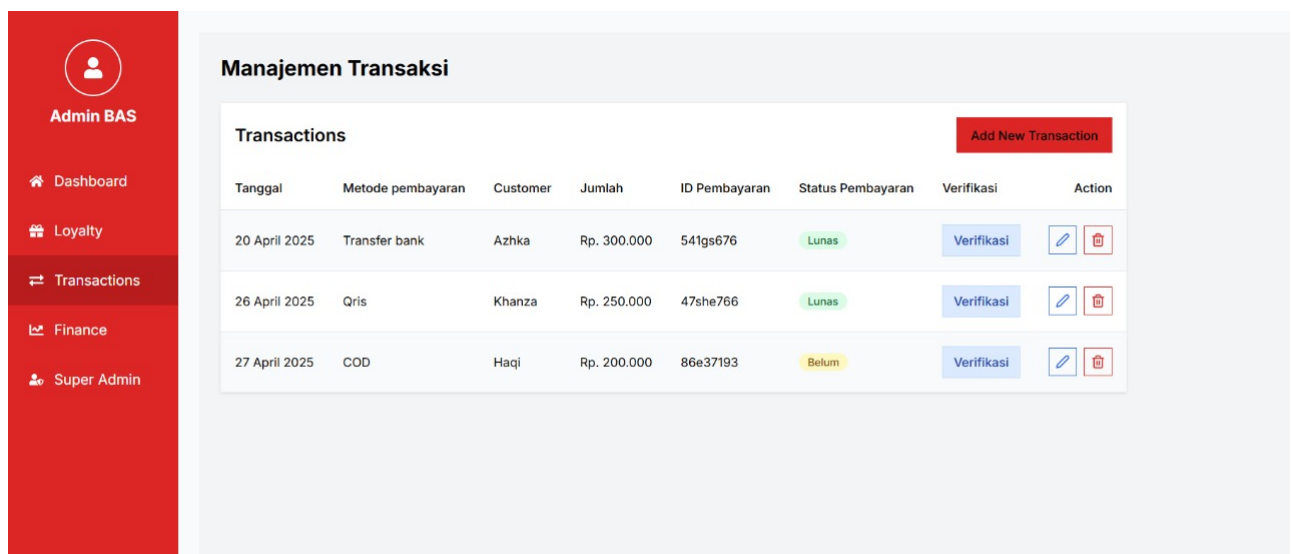 Admin BAS
Dashboard
Loyalty
Transactions
Finance
Super Admin
Manajemen Transaksi
Transactions
Add New Transaction
Tanggal Metode pembayaran Customer Jumlah ID Pembayaran Status Pembayaran Verifikasi Action
20 April 2025 Transfer bank Azhka Rp. 300.000 541gs676 Lunas Verifikasi
26 April 2025 Qris Khanza Rp. 250.000 47she766 Lunas Verifikasi
27 April 2025 COD Haqi Rp. 200.000 86e37193 Belum Verifikasi